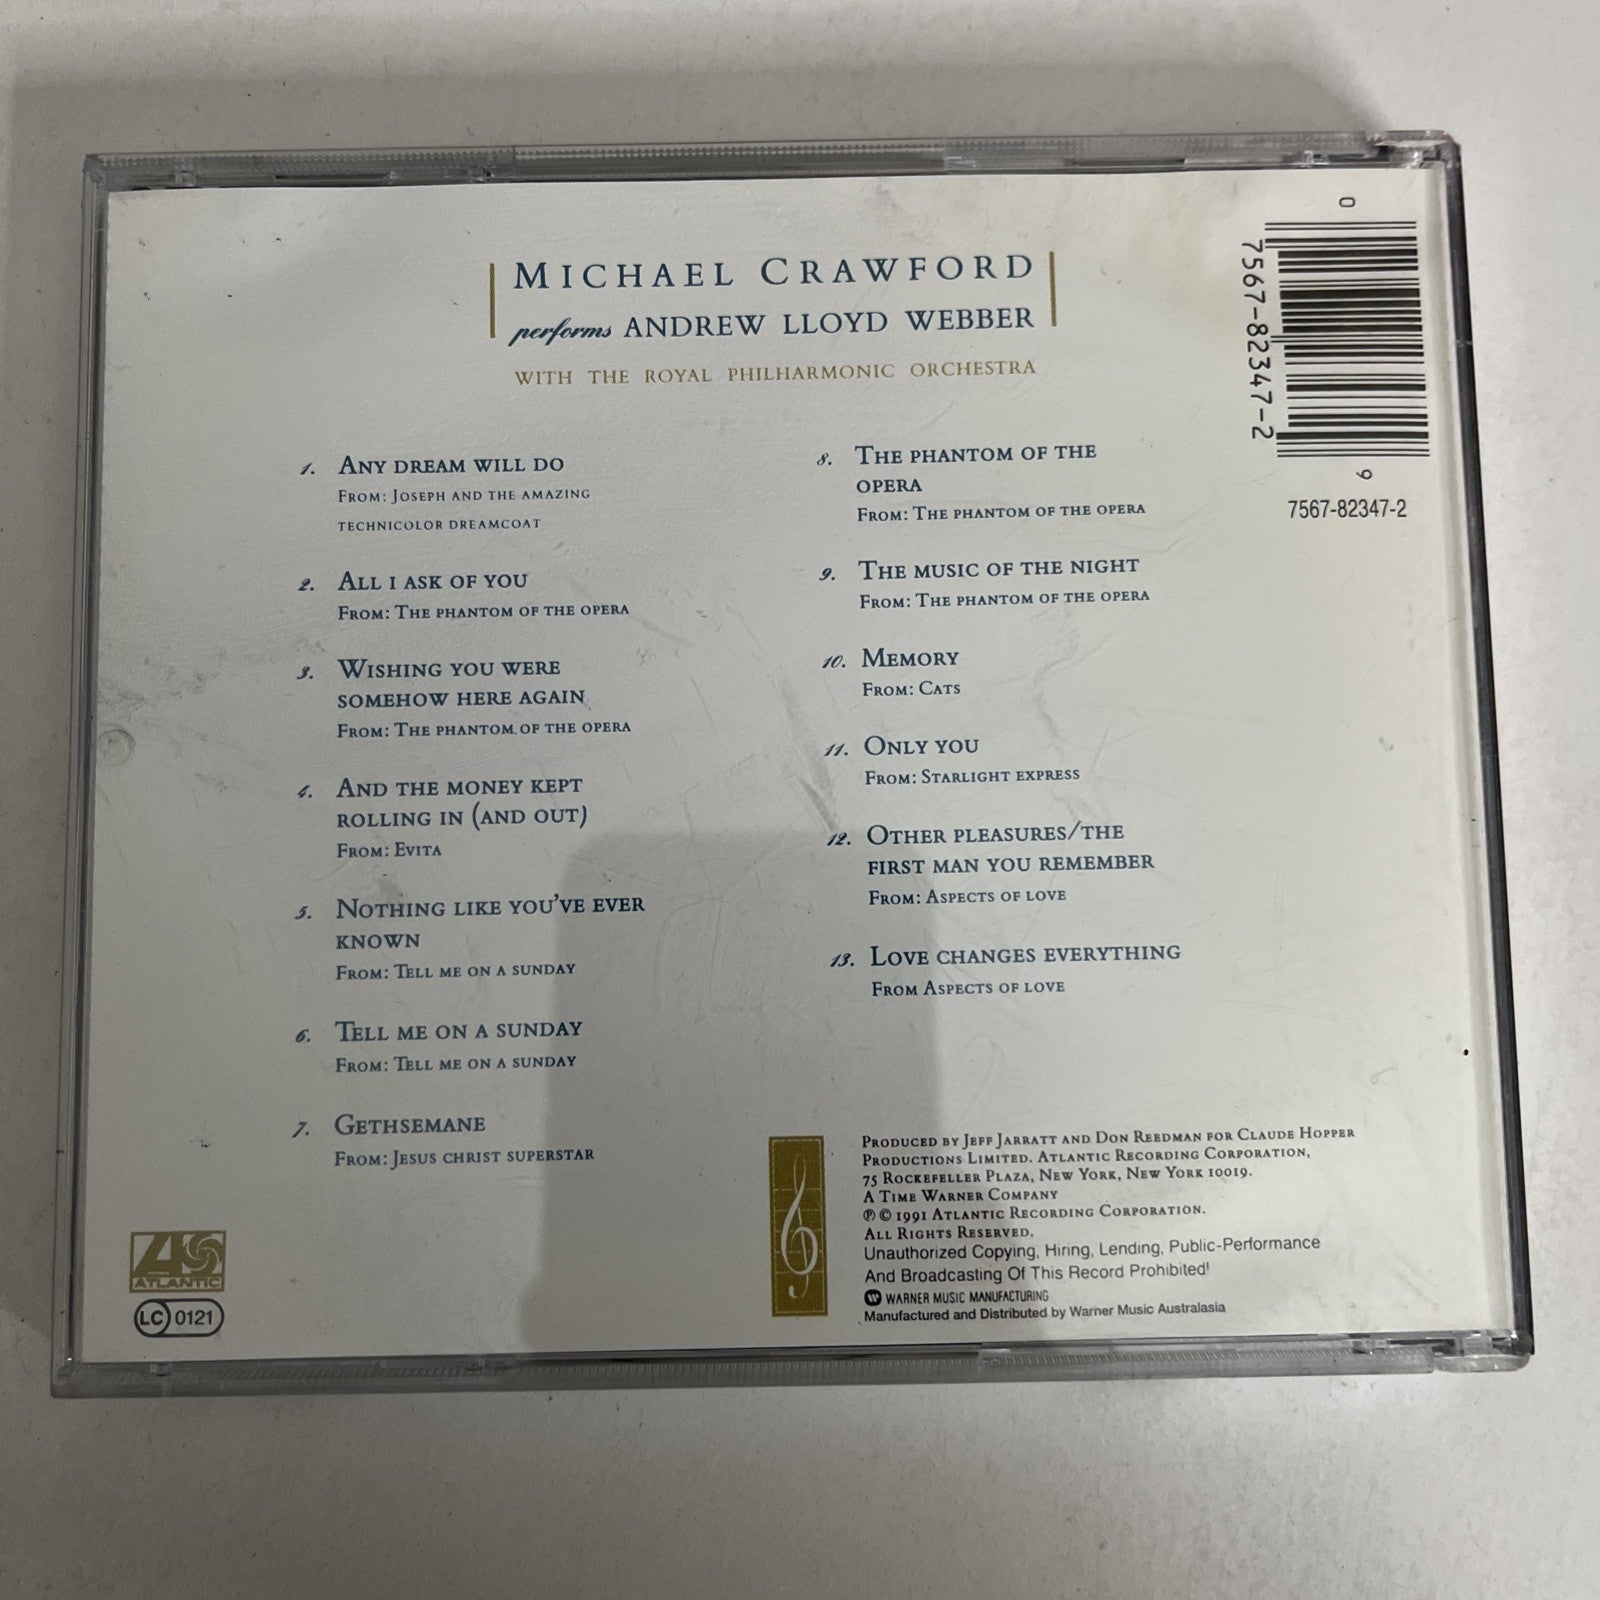 MICHAEL CRAWFORD
performs ANDREW LLOYD WEBBER
WITH THE ROYAL PHILHARMONIC ORCHESTRA
1. ANY DREAM WILL DO
FROM: JOSEPH AND THE AMAZING
TECHNICOLOR DREAMCOAT
2. ALL I ASK OF YOU
FROM: THE PHANTOM OF THE OPERA
3. WISHING YOU WERE
SOMEHOW HERE AGAIN
FROM: THE PHANTOM OF THE OPERA
4. AND THE MONEY KEPT
ROLLING IN (AND OUT)
FROM: EVITA
5. NOTHING LIKE YOU'VE EVER
KNOWN
FROM: TELL ME ON A SUNDAY
6. TELL ME ON A SUNDAY
FROM: TELL ME ON A SUNDAY
7. GETHSEMANE
FROM: JESUS CHRIST SUPERSTAR
8. THE PHANTOM OF THE
OPERA
FROM: THE PHANTOM OF THE OPERA
9. THE MUSIC OF THE NIGHT
FROM: THE PHANTOM OF THE OPERA
10. MEMORY
FROM: CATS
11. ONLY YOU
FROM: STARLIGHT EXPRESS
12. OTHER PLEASURES/THE
FIRST MAN YOU REMEMBER
FROM: ASPECTS OF LOVE
13. LOVE CHANGES EVERYTHING
FROM ASPECTS OF LOVE
0 7567-82347-2 9
7567-82347-2
ATLANTIC
LC 0121
PRODUCED BY JEFF JARRATT AND DON REEDMAN FOR CLAUDE HOPPER
PRODUCTIONS LIMITED. ATLANTIC RECORDING CORPORATION,
75 ROCKEFELLER PLAZA, NEW YORK, NEW YORK 10019.
A TIME WARNER COMPANY
℗ © 1991 ATLANTIC RECORDING CORPORATION.
ALL RIGHTS RESERVED.
Unauthorized Copying, Hiring, Lending, Public-Performance
And Broadcasting Of This Record Prohibited!
WARNER MUSIC MANUFACTURING
Manufactured and Distributed by Warner Music Australasia